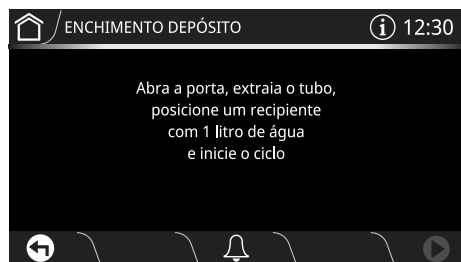 ENCHIMENTO DEPÓSITO
12:30
Abra a porta, extraia o tubo,
posicione um recipiente
com 1 litro de água
e inicie o ciclo